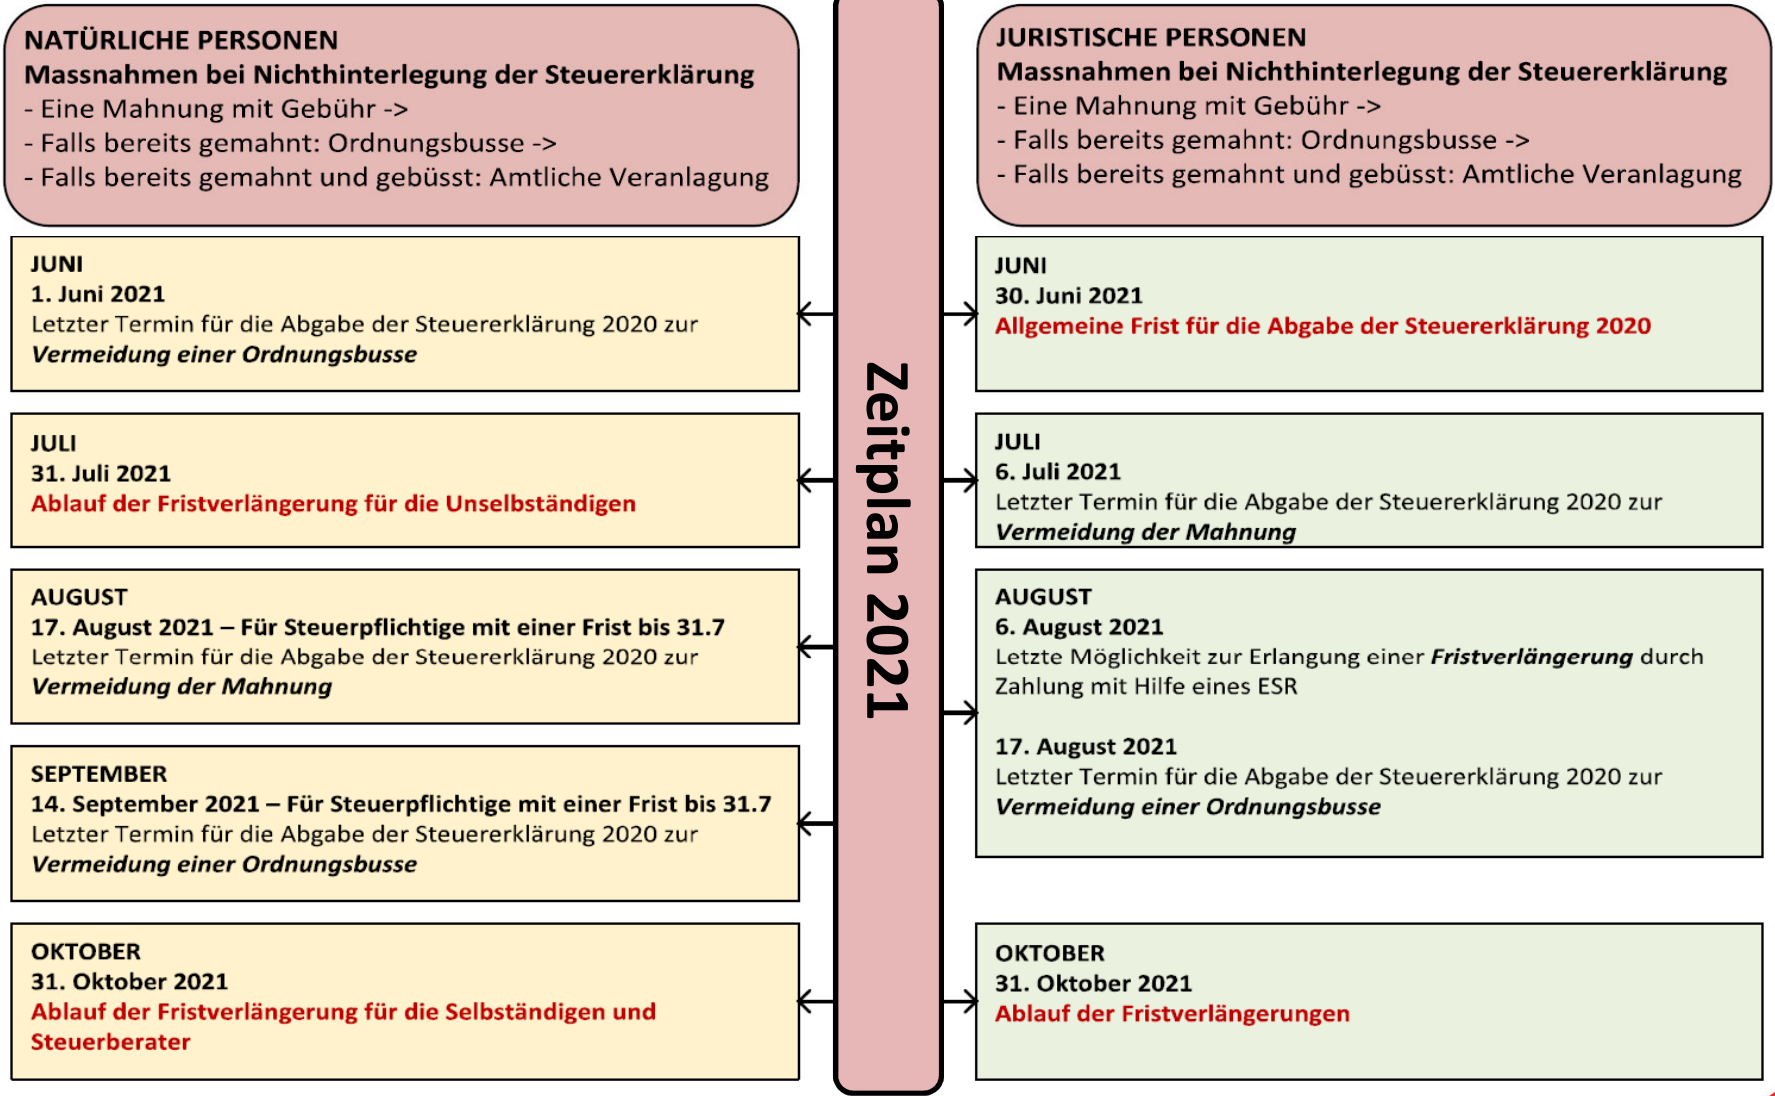 NATÜRLICHE PERSONEN
Massnahmen bei Nichthinterlegung der Steuererklärung
- Eine Mahnung mit Gebühr ->
- Falls bereits gemahnt: Ordnungsbusse ->
- Falls bereits gemahnt und gebüsst: Amtliche Veranlagung
JUNI
1. Juni 2021
Letzter Termin für die Abgabe der Steuererklärung 2020 zur
Vermeidung einer Ordnungsbusse
JULI
31. Juli 2021
Ablauf der Fristverlängerung für die Unselbständigen
AUGUST
17. August 2021 – Für Steuerpflichtige mit einer Frist bis 31.7
Letzter Termin für die Abgabe der Steuererklärung 2020 zur
Vermeidung der Mahnung
SEPTEMBER
14. September 2021 – Für Steuerpflichtige mit einer Frist bis 31.7
Letzter Termin für die Abgabe der Steuererklärung 2020 zur
Vermeidung einer Ordnungsbusse
OKTOBER
31. Oktober 2021
Ablauf der Fristverlängerung für die Selbständigen und
Steuerberater
Zeitplan 2021
JURISTISCHE PERSONEN
Massnahmen bei Nichthinterlegung der Steuererklärung
- Eine Mahnung mit Gebühr ->
- Falls bereits gemahnt: Ordnungsbusse ->
- Falls bereits gemahnt und gebüsst: Amtliche Veranlagung
JUNI
30. Juni 2021
Allgemeine Frist für die Abgabe der Steuererklärung 2020
JULI
6. Juli 2021
Letzter Termin für die Abgabe der Steuererklärung 2020 zur
Vermeidung der Mahnung
AUGUST
6. August 2021
Letzte Möglichkeit zur Erlangung einer Fristverlängerung durch
Zahlung mit Hilfe eines ESR
17. August 2021
Letzter Termin für die Abgabe der Steuererklärung 2020 zur
Vermeidung einer Ordnungsbusse
OKTOBER
31. Oktober 2021
Ablauf der Fristverlängerungen